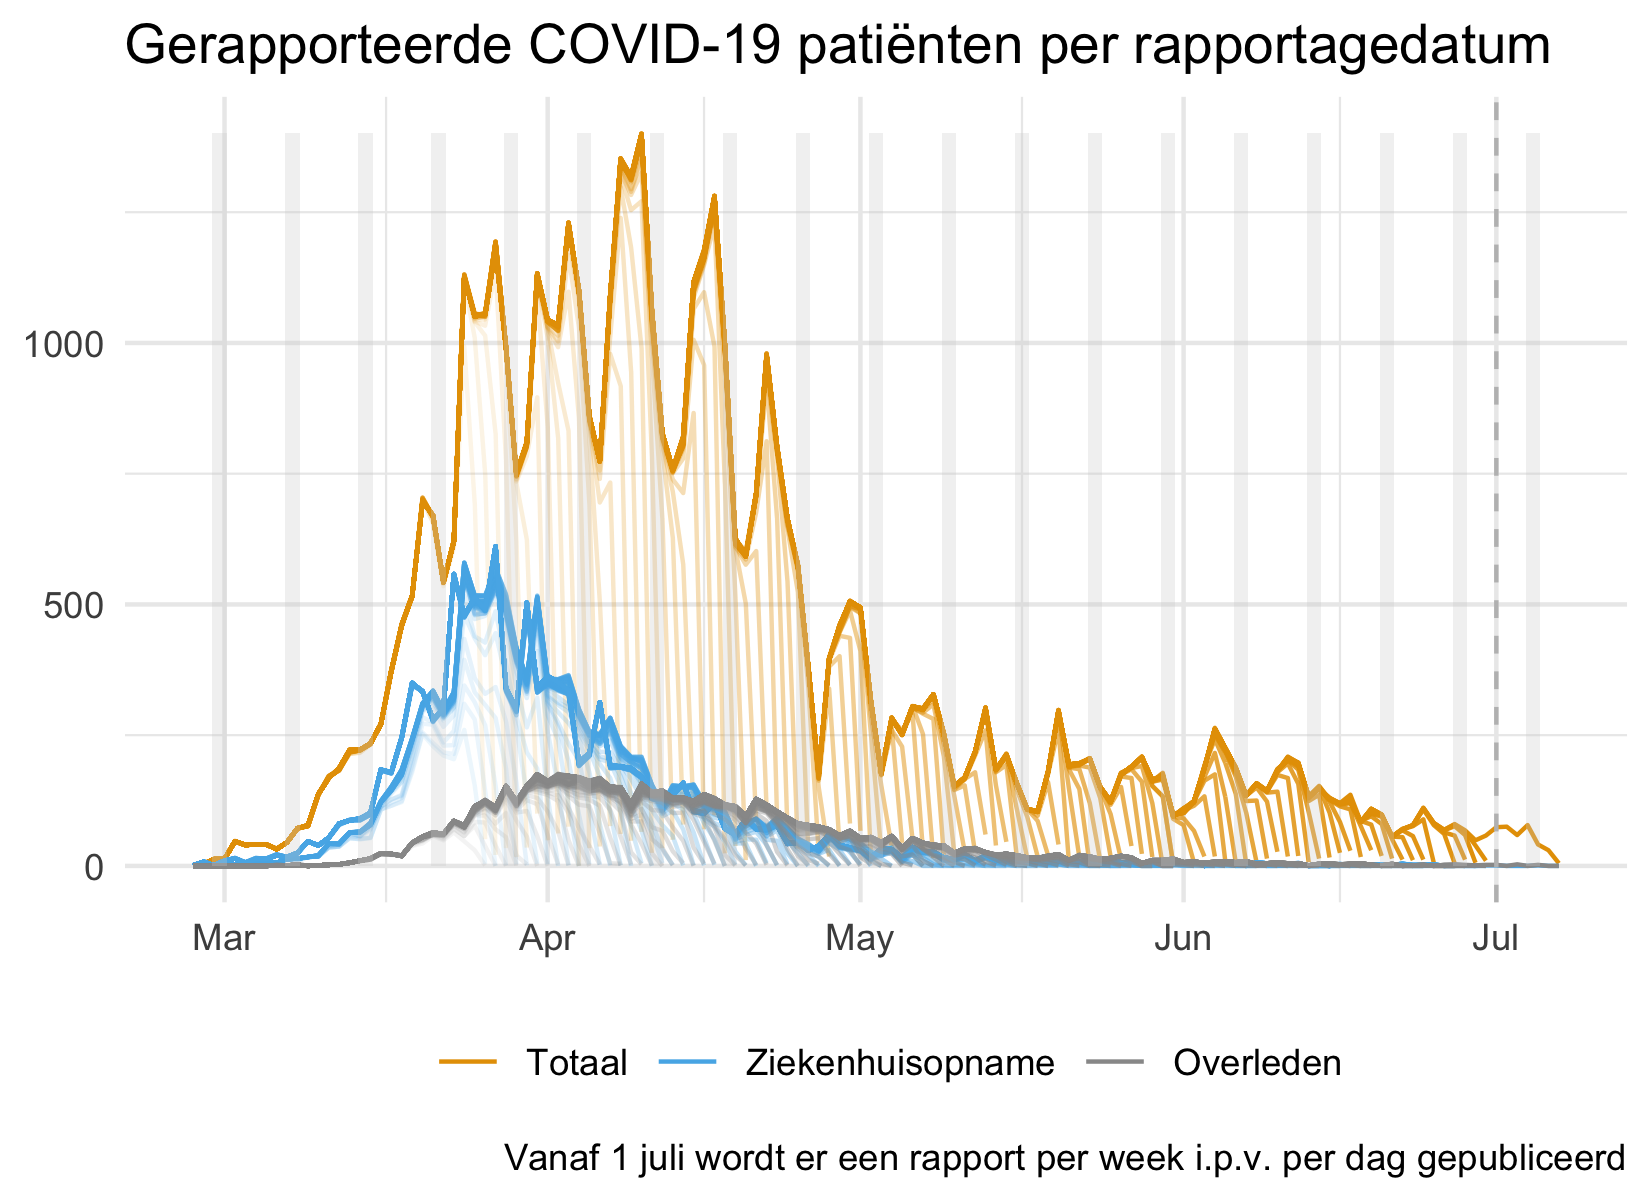 Gerapporteerde COVID-19 patiënten per rapportagedatum
1000
500
0
Mar Apr May Jun Jul
Totaal Ziekenhuisopname Overleden
Vanaf 1 juli wordt er een rapport per week i.p.v. per dag gepubliceerd